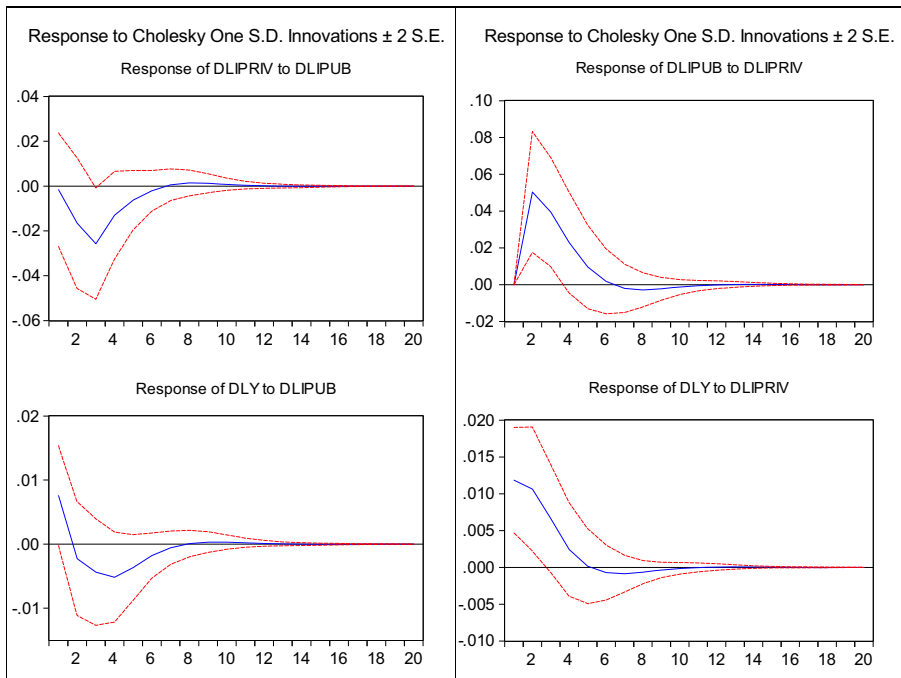 Response to Cholesky One S.D. Innovations ± 2 S.E.
Response of DLIPRIV to DLIPUB
.04
.02
.00
-.02
-.04
-.06
2 4 6 8 10 12 14 16 18 20
Response of DLY to DLIPUB
.02
.01
.00
-.01
2 4 6 8 10 12 14 16 18 20
Response to Cholesky One S.D. Innovations ± 2 S.E.
Response of DLIPUB to DLIPRIV
.10
.08
.06
.04
.02
.00
-.02
2 4 6 8 10 12 14 16 18 20
Response of DLY to DLIPRIV
.020
.015
.010
.005
.000
-.005
-.010
2 4 6 8 10 12 14 16 18 20